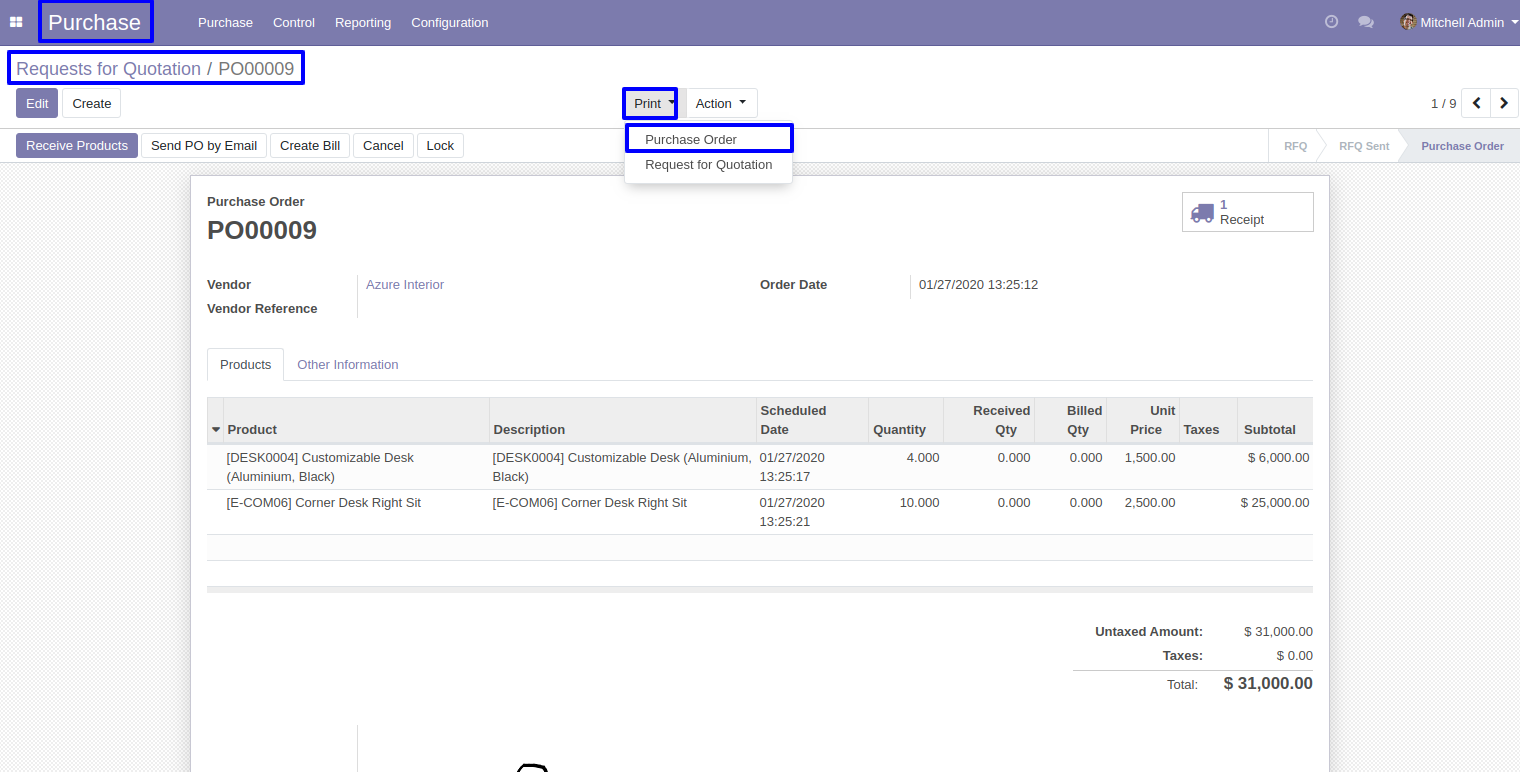 Purchase Purchase Control Reporting Configuration Mitchell Admin
Requests for Quotation / PO00009
Edit Create Print Action 1 / 9
Receive Products Send PO by Email Create Bill Cancel Lock Purchase Order RFQ RFQ Sent Purchase Order
Request for Quotation
Purchase Order
PO00009
1
Receipt
Vendor Azure Interior Order Date 01/27/2020 13:25:12
Vendor Reference
Products Other Information
Product Description Scheduled Date Quantity Received Qty Billed Qty Unit Price Taxes Subtotal
[DESK0004] Customizable Desk [DESK0004] Customizable Desk (Aluminium, 01/27/2020 4.000 0.000 0.000 1,500.00 $ 6,000.00
(Aluminium, Black) Black) 13:25:17
[E-COM06] Corner Desk Right Sit [E-COM06] Corner Desk Right Sit 01/27/2020 10.000 0.000 0.000 2,500.00 $ 25,000.00
13:25:21
Untaxed Amount: $ 31,000.00
Taxes: $ 0.00
Total: $ 31,000.00